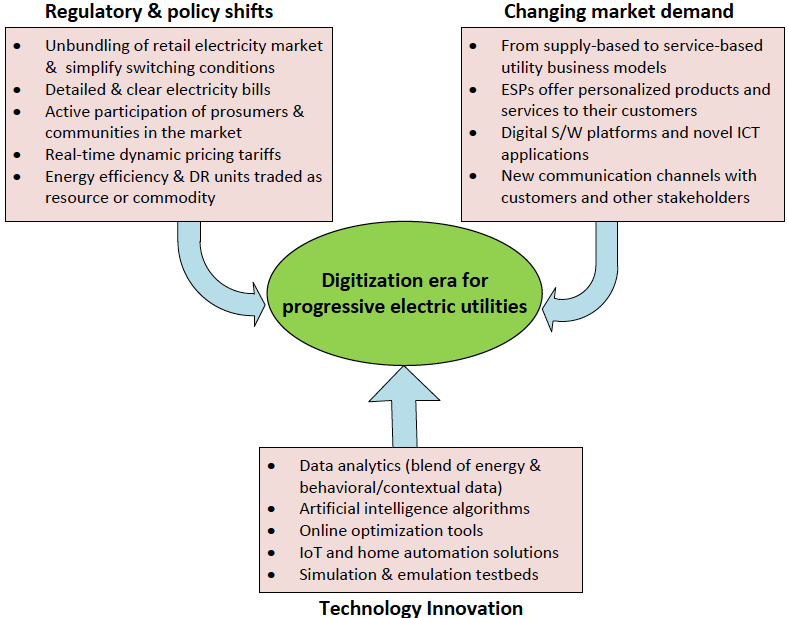 Regulatory & policy shifts
• Unbundling of retail electricity market
& simplify switching conditions
• Detailed & clear electricity bills
• Active participation of prosumers &
communities in the market
• Real-time dynamic pricing tariffs
• Energy efficiency & DR units traded as
resource or commodity
Changing market demand
• From supply-based to service-based
utility business models
• ESPs offer personalized products and
services to their customers
• Digital S/W platforms and novel ICT
applications
• New communication channels with
customers and other stakeholders
Digitization era for
progressive electric utilities
• Data analytics (blend of energy &
behavioral/contextual data)
• Artificial intelligence algorithms
• Online optimization tools
• IoT and home automation solutions
• Simulation & emulation testbeds
Technology Innovation